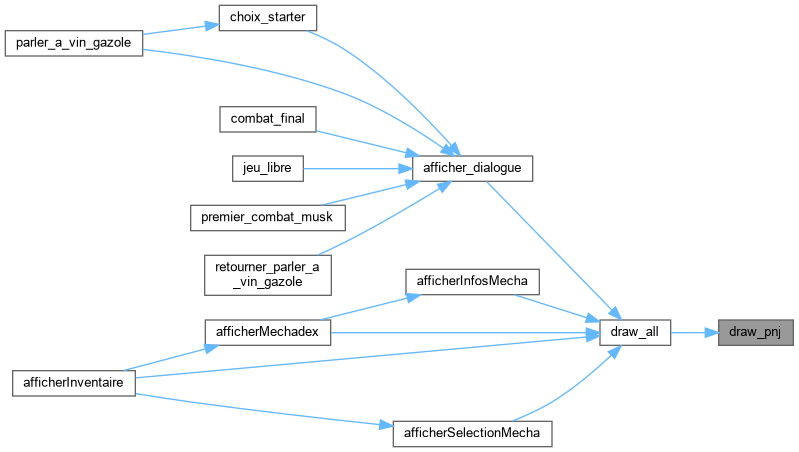 choix_starter
parler_a_vin_gazole
combat_final
jeu_libre
afficher_dialogue
premier_combat_musk
retourner_parler_a
_vin_gazole
afficherInfosMecha
afficherMechadex
draw_all
draw_pnj
afficherInventaire
afficherSelectionMecha